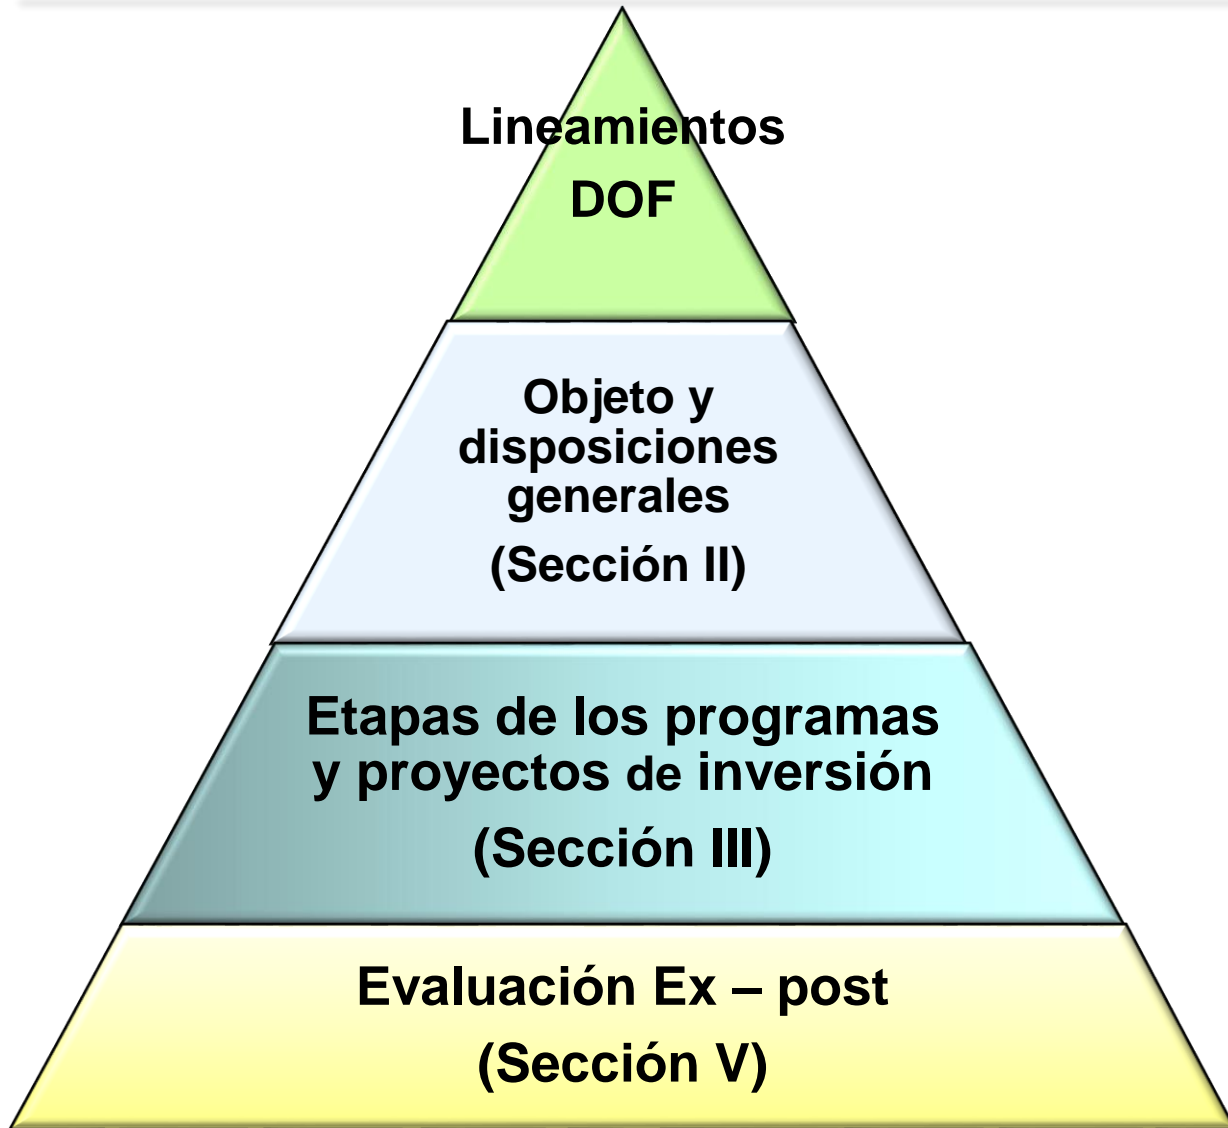 Lineamientos
DOF
Objeto y
disposiciones
generales
(Sección II)
Etapas de los programas
y proyectos de inversión
(Sección III)
Evaluación Ex – post
(Sección V)